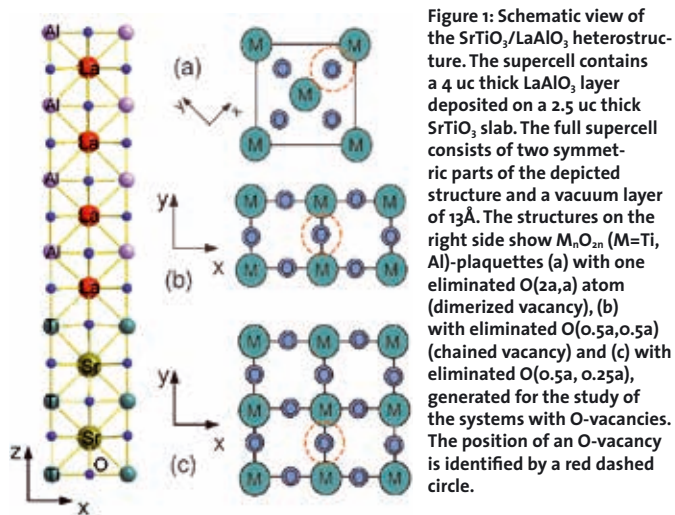 Al
La
Al
La
Al
La
Al
La
Ti
Sr
Ti
Sr
O
Ti
z
x
(a)
y
x
M
M
M
M
M
(b)
y
x
M
M
M
M
M
M
(c)
y
x
M
M
M
M
M
M
M
M
M
Figure 1: Schematic view of
the SrTiO₃/LaAlO₃ heterostruc-
ture. The supercell contains
a 4 uc thick LaAlO₃ layer
deposited on a 2.5 uc thick
SrTiO₃ slab. The full supercell
consists of two symmet-
ric parts of the depicted
structure and a vacuum layer
of 13Å. The structures on the
right side show MₙO₂ₙ (M=Ti,
Al)-plaquettes (a) with one
eliminated O(2a,a) atom
(dimerized vacancy), (b)
with eliminated O(0.5a,0.5a)
(chained vacancy) and (c) with
eliminated O(0.5a, 0.25a),
generated for the study of
the systems with O-vacancies.
The position of an O-vacancy
is identified by a red dashed
circle.